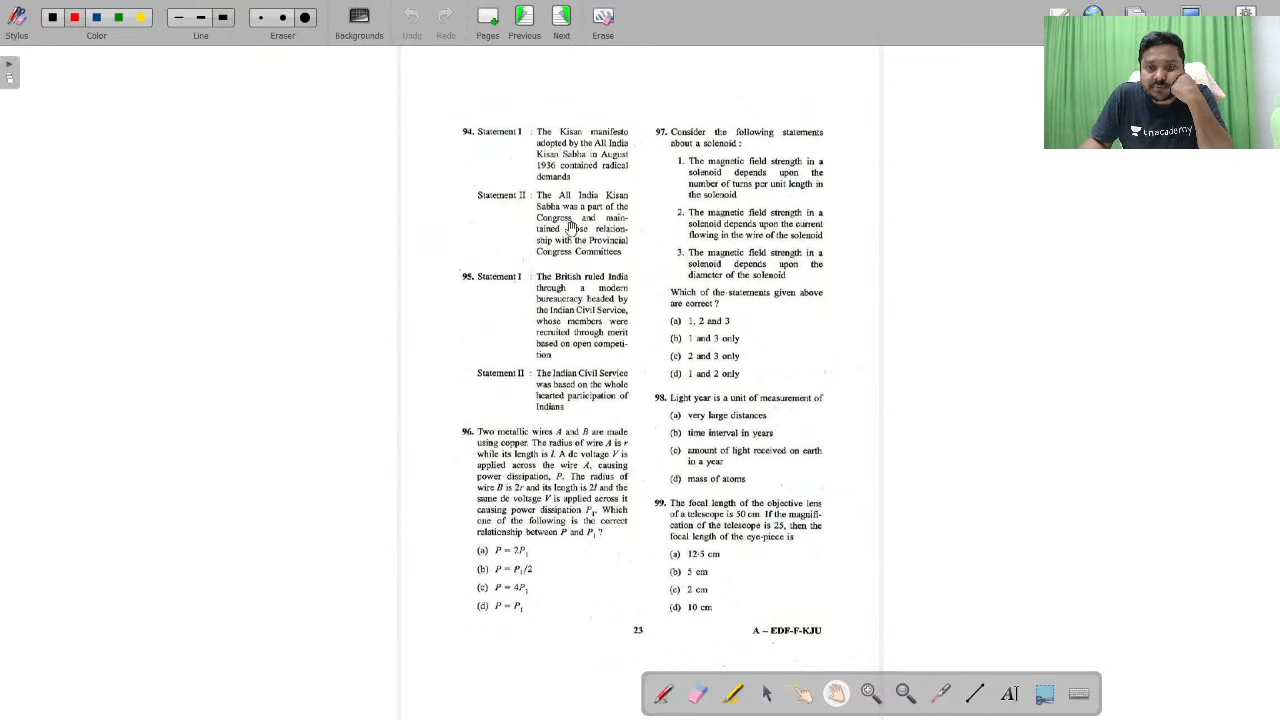 Stylus
Color
Line
Eraser
Backgrounds
Undo
Redo
Pages
Previous
Next
Erase
unacademy
94. Statement I : The Kisan manifesto
adopted by the All India
Kisan Sabha in August
1936 contained radical
demands
Statement II : The All India Kisan
Sabha was a part of the
Congress and main-
tained relation-
ship with the Provincial
Congress Committees
95. Statement I : The British ruled India
through a modern
bureaucracy headed by
the Indian Civil Service,
whose members were
recruited through merit
based on open competi-
tion
Statement II : The Indian Civil Service
was based on the whole
hearted participation of
Indians
96. Two metallic wires A and B are made
using copper. The radius of wire A is r
while its length is l. A dc voltage V is
applied across the wire A, causing
power dissipation, P. The radius of
wire B is 2r and its length is 2l and the
same dc voltage V is applied across it
causing power dissipation P₁. Which
one of the following is the correct
relationship between P and P₁ ?
(a) P = 2P₁
(b) P = P₁/2
(c) P = 4P₁
(d) P = P₁
97. Consider the following statements
about a solenoid :
1. The magnetic field strength in a
solenoid depends upon the
number of turns per unit length in
the solenoid
2. The magnetic field strength in a
solenoid depends upon the current
flowing in the wire of the solenoid
3. The magnetic field strength in a
solenoid depends upon the
diameter of the solenoid
Which of the statements given above
are correct ?
(a) 1, 2 and 3
(b) 1 and 3 only
(c) 2 and 3 only
(d) 1 and 2 only
98. Light year is a unit of measurement of
(a) very large distances
(b) time interval in years
(c) amount of light received on earth
in a year
(d) mass of atoms
99. The focal length of the objective lens
of a telescope is 50 cm. If the magnifi-
cation of the telescope is 25, then the
focal length of the eye-piece is
(a) 12·5 cm
(b) 5 cm
(c) 2 cm
(d) 10 cm
23
A – EDF-F-KJU